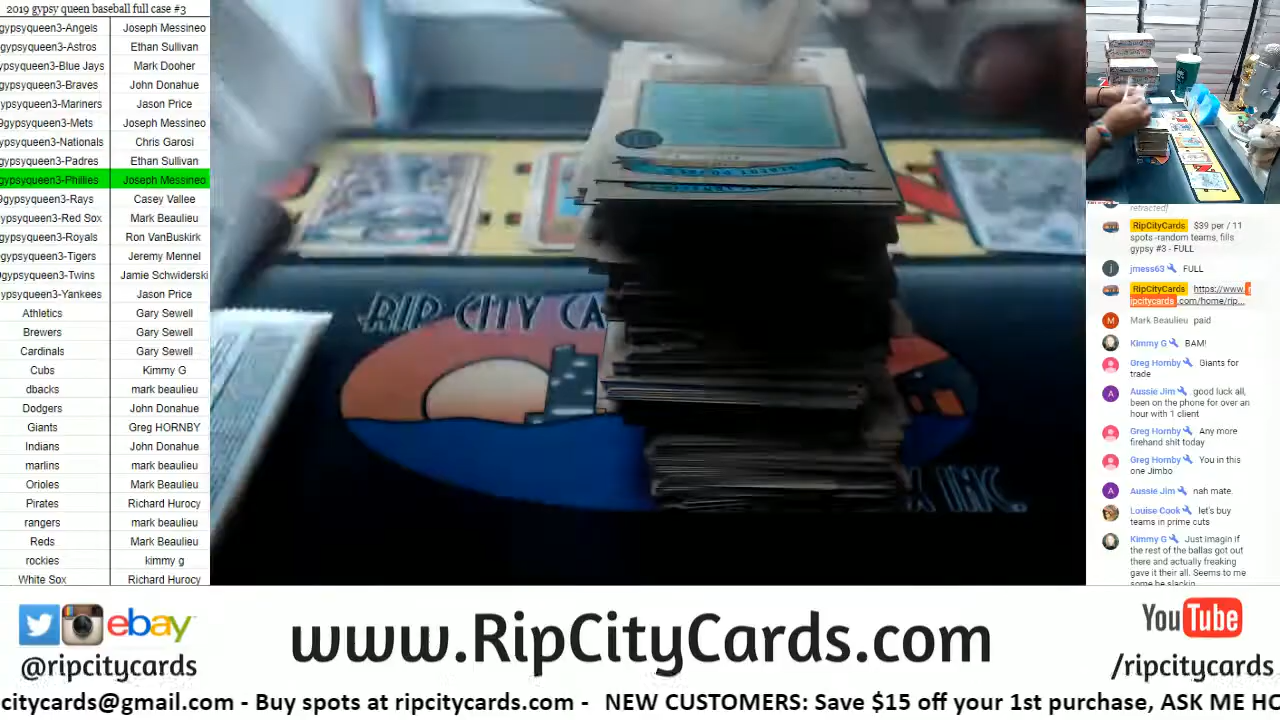 2019 gypsy queen baseball full case #3
gypsyqueen3-Angels Joseph Messineo
gypsyqueen3-Astros Ethan Sullivan
gypsyqueen3-Blue Jays Mark Dooher
gypsyqueen3-Braves John Donahue
gypsyqueen3-Mariners Jason Price
9gypsyqueen3-Mets Joseph Messineo
gypsyqueen3-Nationals Chris Garosi
gypsyqueen3-Padres Ethan Sullivan
gypsyqueen3-Phillies Joseph Messineo
9gypsyqueen3-Rays Casey Vallee
gypsyqueen3-Red Sox Mark Beaulieu
gypsyqueen3-Royals Ron VanBuskirk
gypsyqueen3-Tigers Jeremy Mennel
9gypsyqueen3-Twins Jamie Schwiderski
gypsyqueen3-Yankees Jason Price
Athletics Gary Sewell
Brewers Gary Sewell
Cardinals Gary Sewell
Cubs Kimmy G
dbacks mark beaulieu
Dodgers John Donahue
Giants Greg HORNBY
Indians John Donahue
marlins mark beaulieu
Orioles Mark Beaulieu
Pirates Richard Hurocy
rangers mark beaulieu
Reds Mark Beaulieu
rockies kimmy g
White Sox Richard Hurocy
RIP CITY CA
INC.
retracted]
RipCityCards $39 per / 11
spots -random teams, fills
gypsy #3 - FULL
j
jmess63 FULL
RipCityCards https://www.
ripcitycards.com/home/rip...
M
Mark Beaulieu paid
Kimmy G BAM!
Greg Hornby Giants for
trade
A
Aussie Jim good luck all,
been on the phone for over an
hour with 1 client
Greg Hornby Any more
firehand shit today
Greg Hornby You in this
one Jimbo
A
Aussie Jim nah mate.
Louise Cook let's buy
teams in prime cuts
Kimmy G Just imagin if
the rest of the ballas got out
there and actually freaking
gave it their all. Seems to me
some be slackin
ebay
@ripcitycards
www.RipCityCards.com
YouTube
/ripcitycards
citycards@gmail.com - Buy spots at ripcitycards.com - NEW CUSTOMERS: Save $15 off your 1st purchase, ASK ME HO